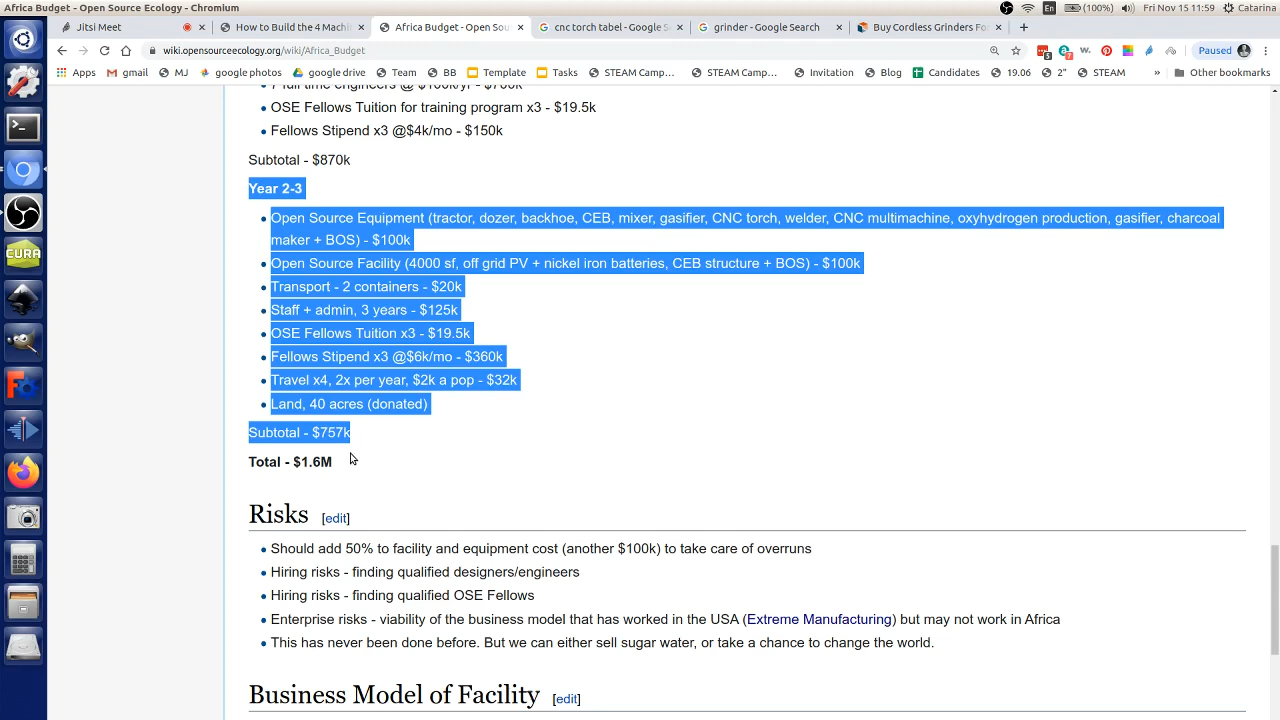 Africa Budget - Open Source Ecology - Chromium
En
(100%)
Fri Nov 15 11:59
Catarina
Jitsi Meet
How to Build the 4 Machi
Africa Budget - Open Sou
cnc torch tabel - Google S
grinder - Google Search
Buy Cordless Grinders Fo
wiki.opensourceecology.org/wiki/Africa_Budget
Paused
Apps
gmail
MJ
google photos
google drive
Team
BB
Template
Tasks
STEAM Camp...
STEAM Camp...
Invitation
Blog
Candidates
19.06
2"
STEAM
»
Other bookmarks
7 full time engineers @ $100k/yr - $700k
OSE Fellows Tuition for training program x3 - $19.5k
Fellows Stipend x3 @$4k/mo - $150k
Subtotal - $870k
Year 2-3
Open Source Equipment (tractor, dozer, backhoe, CEB, mixer, gasifier, CNC torch, welder, CNC multimachine, oxyhydrogen production, gasifier, charcoal
maker + BOS) - $100k
Open Source Facility (4000 sf, off grid PV + nickel iron batteries, CEB structure + BOS) - $100k
Transport - 2 containers - $20k
Staff + admin, 3 years - $125k
OSE Fellows Tuition x3 - $19.5k
Fellows Stipend x3 @$6k/mo - $360k
Travel x4, 2x per year, $2k a pop - $32k
Land, 40 acres (donated)
Subtotal - $757k
Total - $1.6M
Risks [edit]
Should add 50% to facility and equipment cost (another $100k) to take care of overruns
Hiring risks - finding qualified designers/engineers
Hiring risks - finding qualified OSE Fellows
Enterprise risks - viability of the business model that has worked in the USA (Extreme Manufacturing) but may not work in Africa
This has never been done before. But we can either sell sugar water, or take a chance to change the world.
Business Model of Facility [edit]
CURA